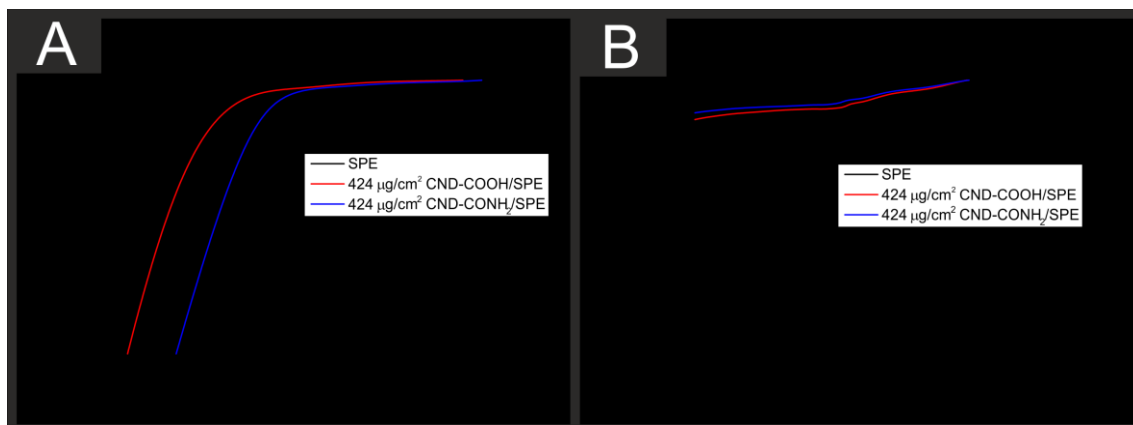 A
SPE
424 μg/cm² CND-COOH/SPE
424 μg/cm² CND-CONH₂/SPE
B
SPE
424 μg/cm² CND-COOH/SPE
424 μg/cm² CND-CONH₂/SPE